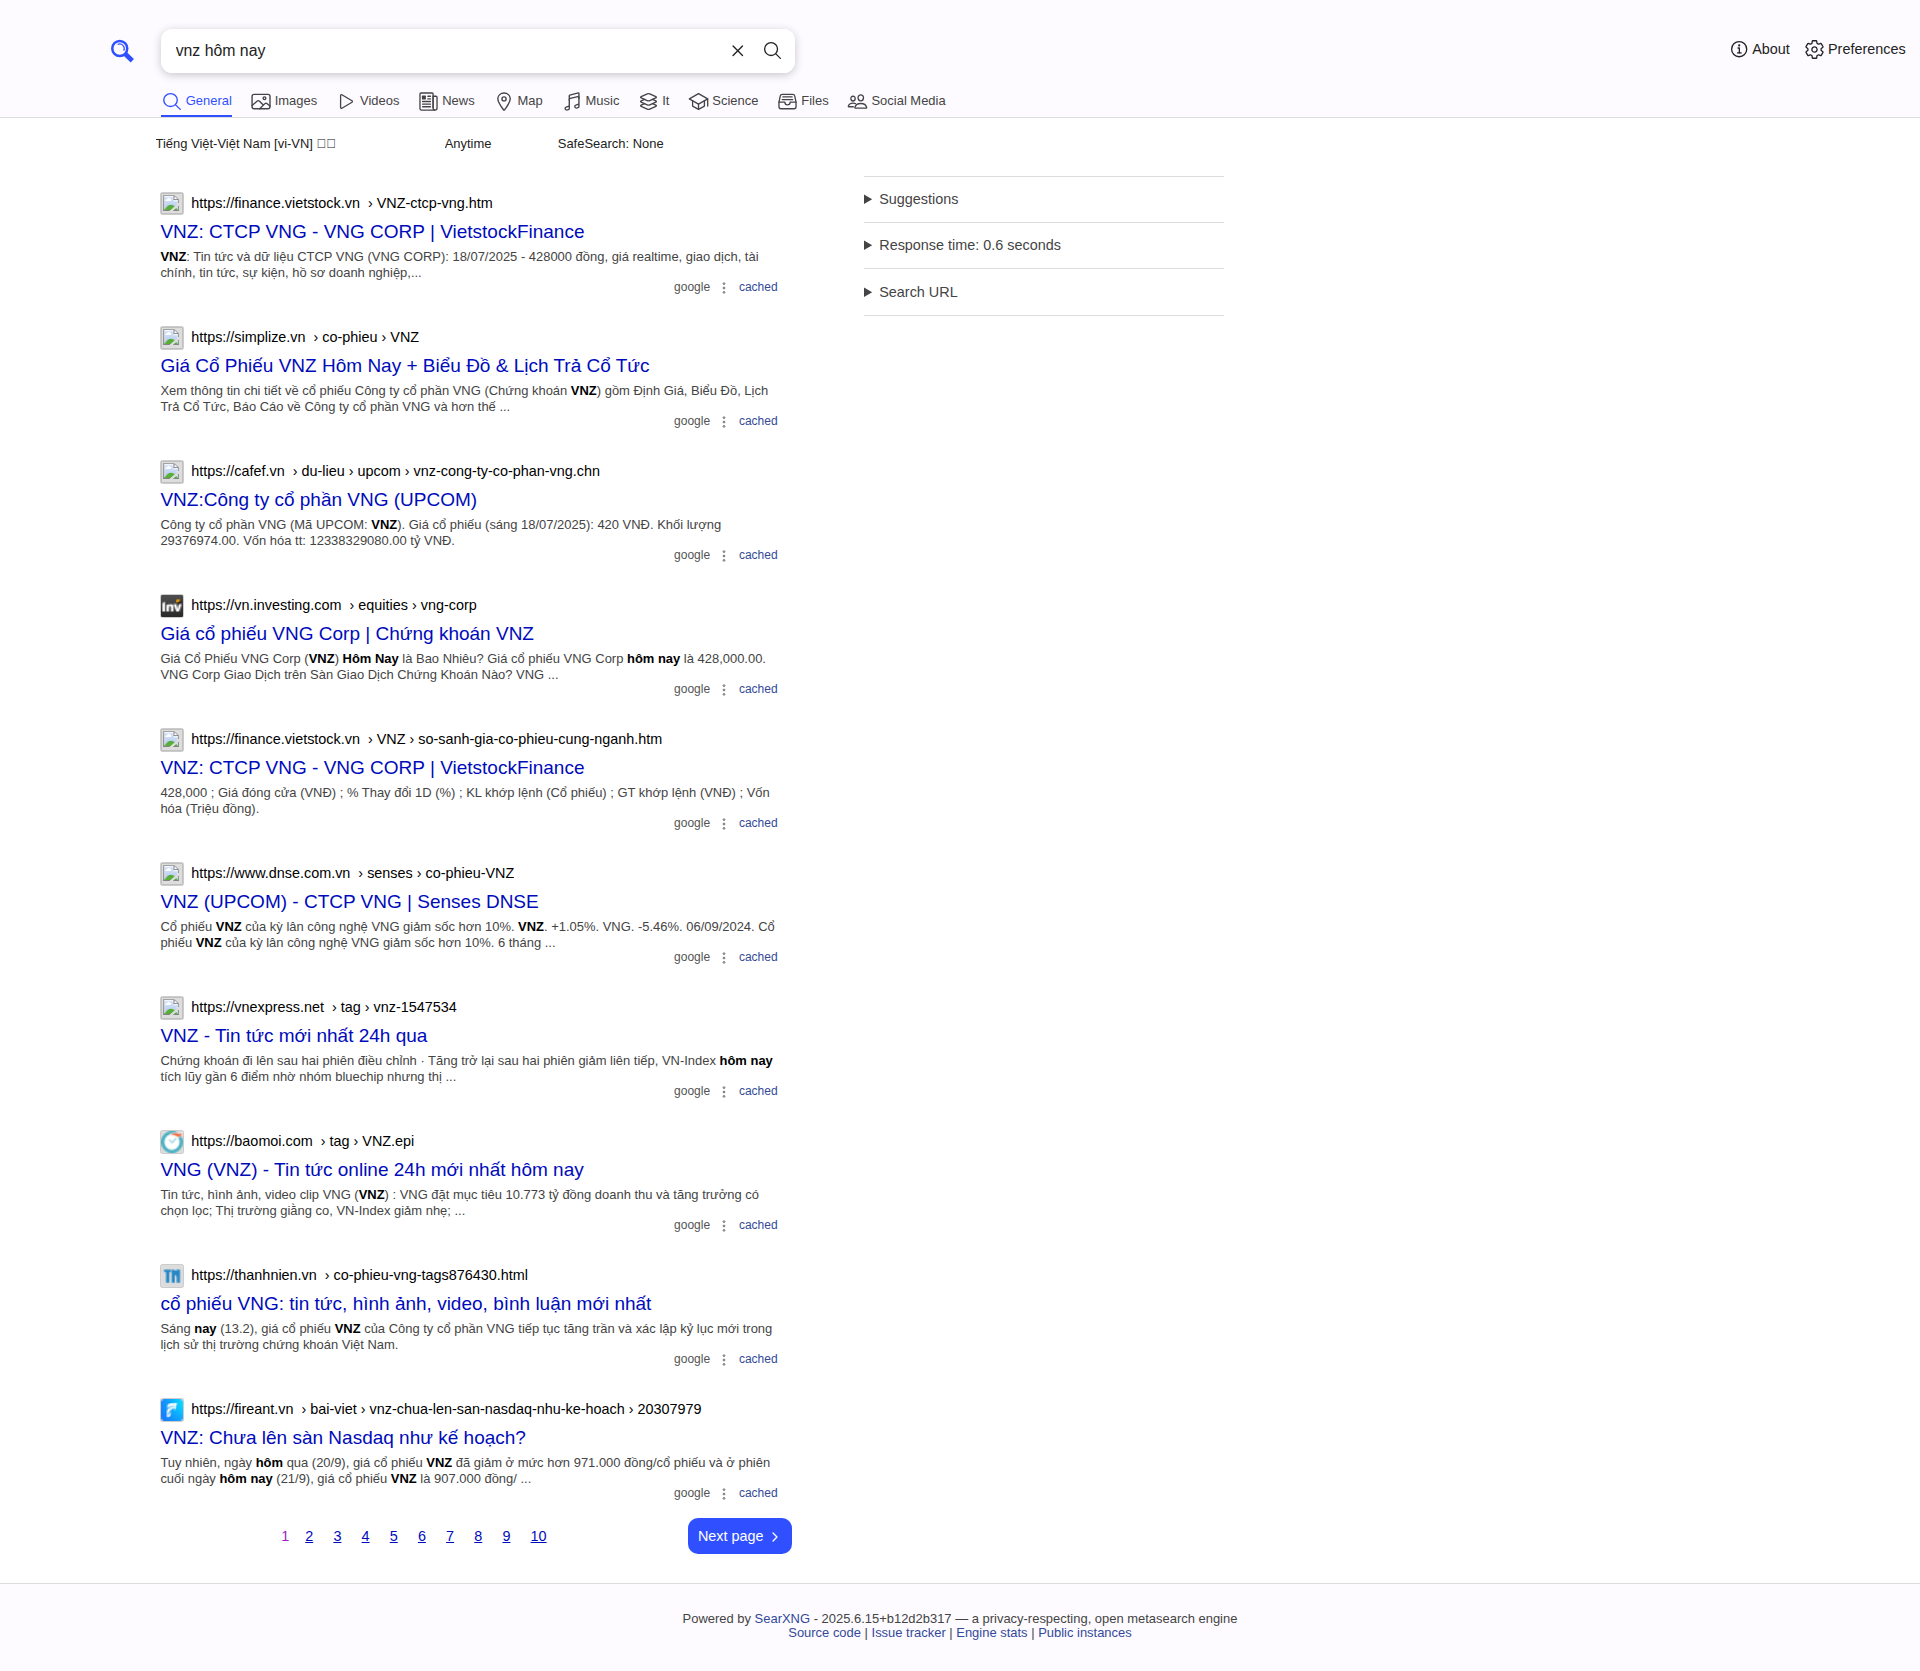 vnz hôm nay
About
Preferences
General
Images
Videos
News
Map
Music
It
Science
Files
Social Media
Tiếng Việt-Việt Nam [vi-VN]
Anytime
SafeSearch: None
https://finance.vietstock.vn › VNZ-ctcp-vng.htm
VNZ: CTCP VNG - VNG CORP | VietstockFinance
VNZ: Tin tức và dữ liệu CTCP VNG (VNG CORP): 18/07/2025 - 428000 đồng, giá realtime, giao dịch, tài
chính, tin tức, sự kiện, hồ sơ doanh nghiệp,...
google
cached
https://simplize.vn › co-phieu › VNZ
Giá Cổ Phiếu VNZ Hôm Nay + Biểu Đồ & Lịch Trả Cổ Tức
Xem thông tin chi tiết về cổ phiếu Công ty cổ phần VNG (Chứng khoán VNZ) gồm Định Giá, Biểu Đồ, Lịch
Trả Cổ Tức, Báo Cáo về Công ty cổ phần VNG và hơn thế ...
google
cached
https://cafef.vn › du-lieu › upcom › vnz-cong-ty-co-phan-vng.chn
VNZ:Công ty cổ phần VNG (UPCOM)
Công ty cổ phần VNG (Mã UPCOM: VNZ). Giá cổ phiếu (sáng 18/07/2025): 420 VNĐ. Khối lượng
29376974.00. Vốn hóa tt: 12338329080.00 tỷ VNĐ.
google
cached
Inv
https://vn.investing.com › equities › vng-corp
Giá cổ phiếu VNG Corp | Chứng khoán VNZ
Giá Cổ Phiếu VNG Corp (VNZ) Hôm Nay là Bao Nhiêu? Giá cổ phiếu VNG Corp hôm nay là 428,000.00.
VNG Corp Giao Dịch trên Sàn Giao Dịch Chứng Khoán Nào? VNG ...
google
cached
https://finance.vietstock.vn › VNZ › so-sanh-gia-co-phieu-cung-nganh.htm
VNZ: CTCP VNG - VNG CORP | VietstockFinance
428,000 ; Giá đóng cửa (VNĐ) ; % Thay đổi 1D (%) ; KL khớp lệnh (Cổ phiếu) ; GT khớp lệnh (VNĐ) ; Vốn
hóa (Triệu đồng).
google
cached
https://www.dnse.com.vn › senses › co-phieu-VNZ
VNZ (UPCOM) - CTCP VNG | Senses DNSE
Cổ phiếu VNZ của kỳ lân công nghệ VNG giảm sốc hơn 10%. VNZ. +1.05%. VNG. -5.46%. 06/09/2024. Cổ
phiếu VNZ của kỳ lân công nghệ VNG giảm sốc hơn 10%. 6 tháng ...
google
cached
https://vnexpress.net › tag › vnz-1547534
VNZ - Tin tức mới nhất 24h qua
Chứng khoán đi lên sau hai phiên điều chỉnh · Tăng trở lại sau hai phiên giảm liên tiếp, VN-Index hôm nay
tích lũy gần 6 điểm nhờ nhóm bluechip nhưng thị ...
google
cached
https://baomoi.com › tag › VNZ.epi
VNG (VNZ) - Tin tức online 24h mới nhất hôm nay
Tin tức, hình ảnh, video clip VNG (VNZ) : VNG đặt mục tiêu 10.773 tỷ đồng doanh thu và tăng trưởng có
chọn lọc; Thị trường giằng co, VN-Index giảm nhẹ; ...
google
cached
TM
https://thanhnien.vn › co-phieu-vng-tags876430.html
cổ phiếu VNG: tin tức, hình ảnh, video, bình luận mới nhất
Sáng nay (13.2), giá cổ phiếu VNZ của Công ty cổ phần VNG tiếp tục tăng trần và xác lập kỷ lục mới trong
lịch sử thị trường chứng khoán Việt Nam.
google
cached
https://fireant.vn › bai-viet › vnz-chua-len-san-nasdaq-nhu-ke-hoach › 20307979
VNZ: Chưa lên sàn Nasdaq như kế hoạch?
Tuy nhiên, ngày hôm qua (20/9), giá cổ phiếu VNZ đã giảm ở mức hơn 971.000 đồng/cổ phiếu và ở phiên
cuối ngày hôm nay (21/9), giá cổ phiếu VNZ là 907.000 đồng/ ...
google
cached
1 2 3 4 5 6 7 8 9 10
Next page
Suggestions
Response time: 0.6 seconds
Search URL
Powered by SearXNG - 2025.6.15+b12d2b317 — a privacy-respecting, open metasearch engine
Source code | Issue tracker | Engine stats | Public instances